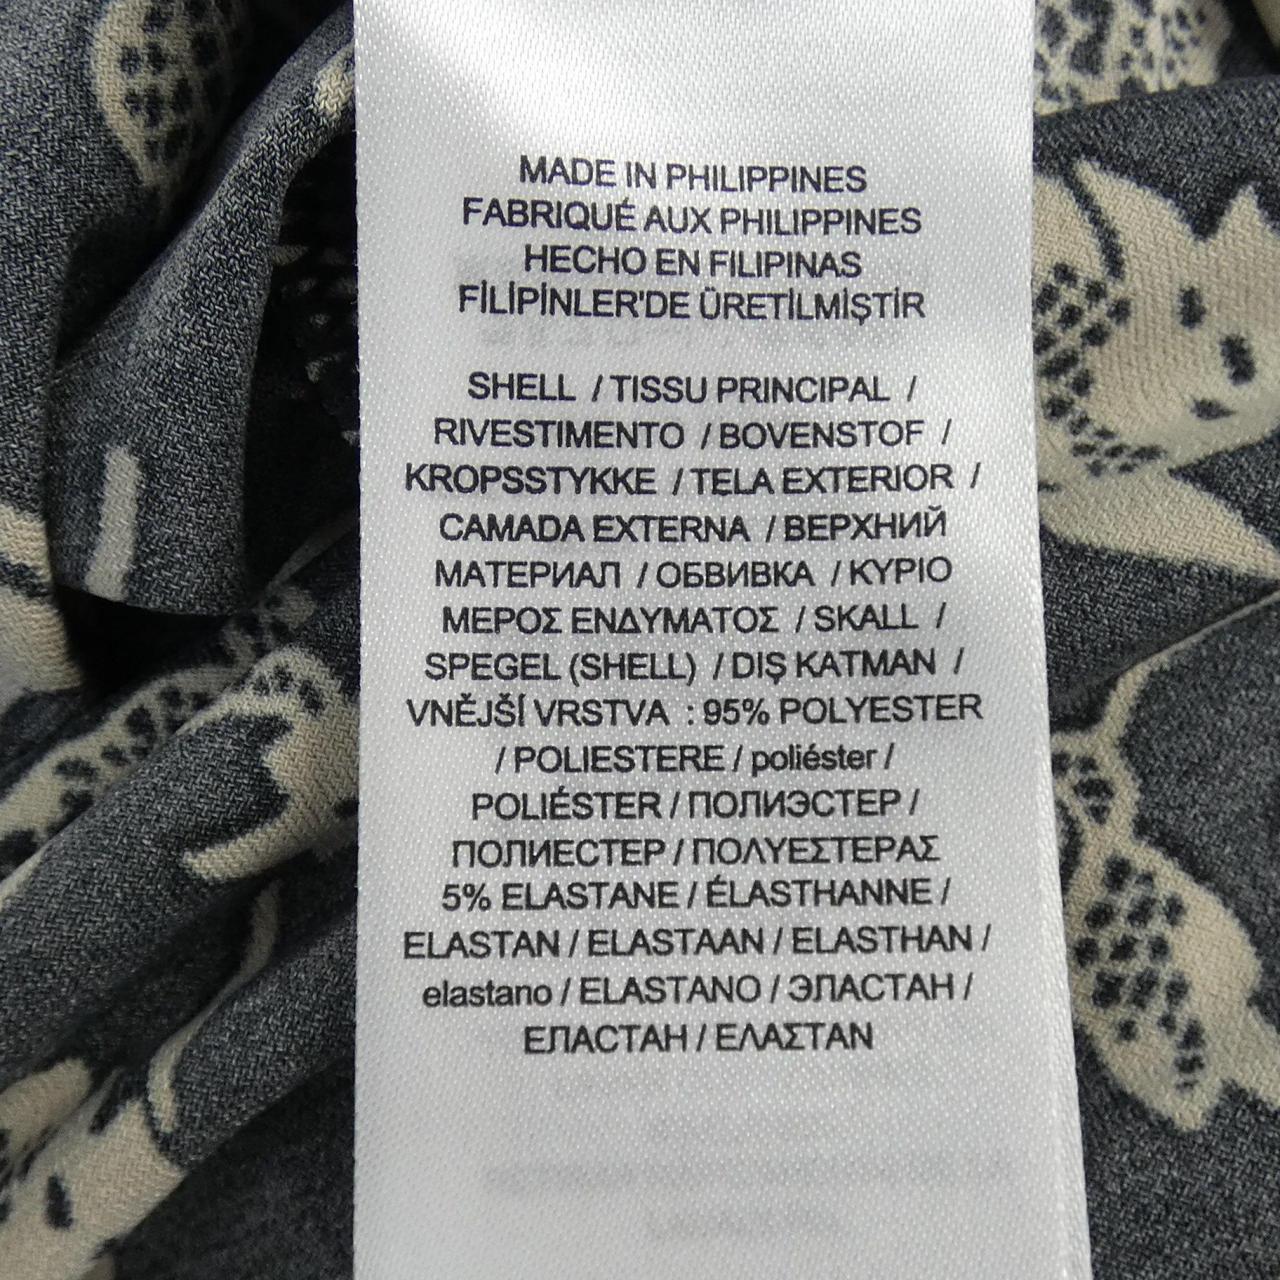 MADE IN PHILIPPINES
FABRIQUÉ AUX PHILIPPINES
HECHO EN FILIPINAS
FİLİPİNLER'DE ÜRETİLMİŞTİR
SHELL / TISSU PRINCIPAL /
RIVESTIMENTO / BOVENSTOF /
KROPSSTYKKE / TELA EXTERIOR /
CAMADA EXTERNA / ВЕРХНИЙ
МАТЕРИАЛ / ОБВИВКА / ΚΥΡΙΟ
ΜΕΡΟΣ ΕΝΔΥΜΑΤΟΣ / SKALL /
SPEGEL (SHELL) / DIŞ KATMAN /
VNĚJŠÍ VRSTVA : 95% POLYESTER
/ POLIESTERE / poliéster /
POLIÉSTER / ПОЛИЭСТЕР /
ПОЛИЕСТЕР / ΠΟΛΥΕΣΤΕΡΑΣ
5% ELASTANE / ÉLASTHANNE /
ELASTAN / ELASTAAN / ELASTHAN /
elastano / ELASTANO / ЭЛАСТАН /
ЕЛАСТАН / ΕΛΑΣΤΑΝ